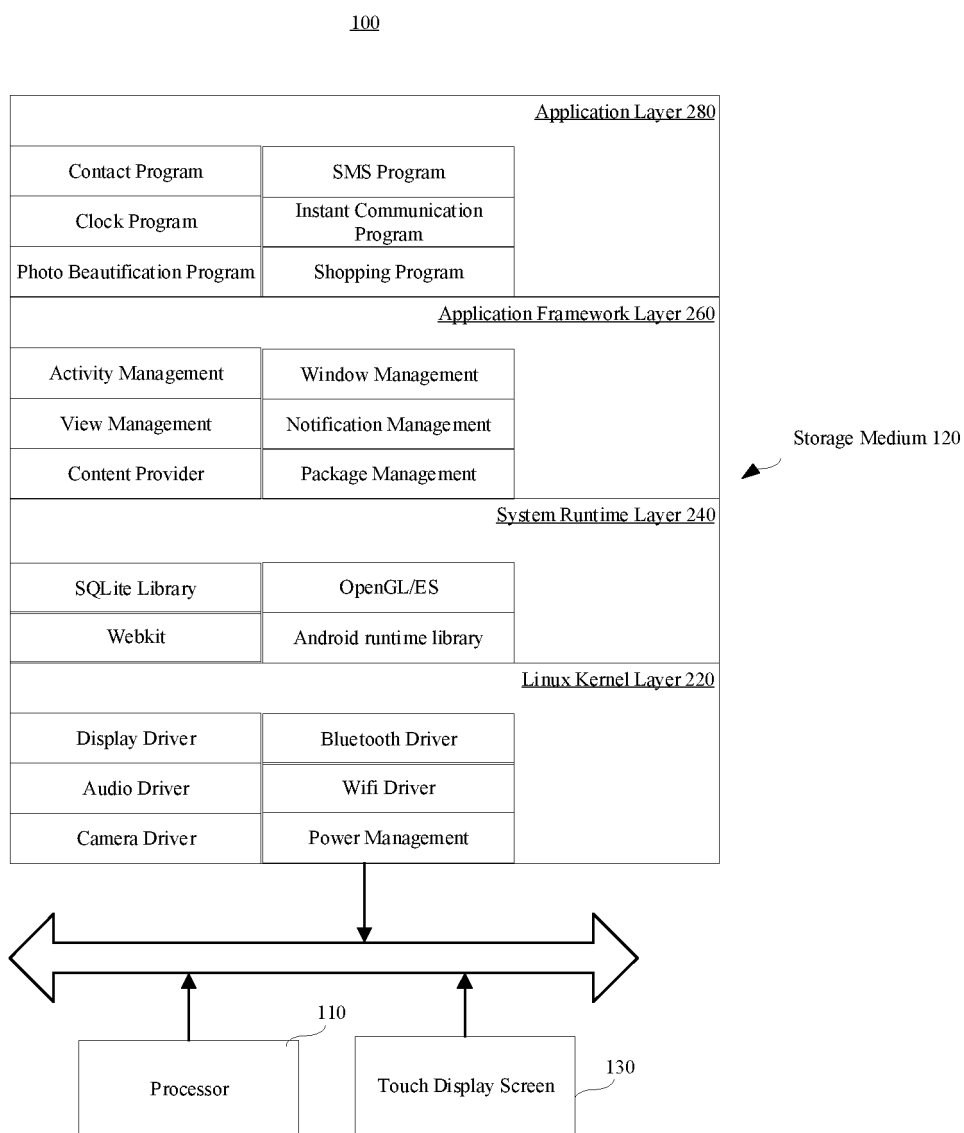 100
Application Layer 280
Contact Program
SMS Program
Clock Program
Instant Communication
Program
Photo Beautification Program
Shopping Program
Application Framework Layer 260
Activity Management
Window Management
View Management
Notification Management
Content Provider
Package Management
Storage Medium 120
System Runtime Layer 240
SQLite Library
OpenGL/ES
Webkit
Android runtime library
Linux Kernel Layer 220
Display Driver
Bluetooth Driver
Audio Driver
Wifi Driver
Camera Driver
Power Management
110
Processor
Touch Display Screen
130